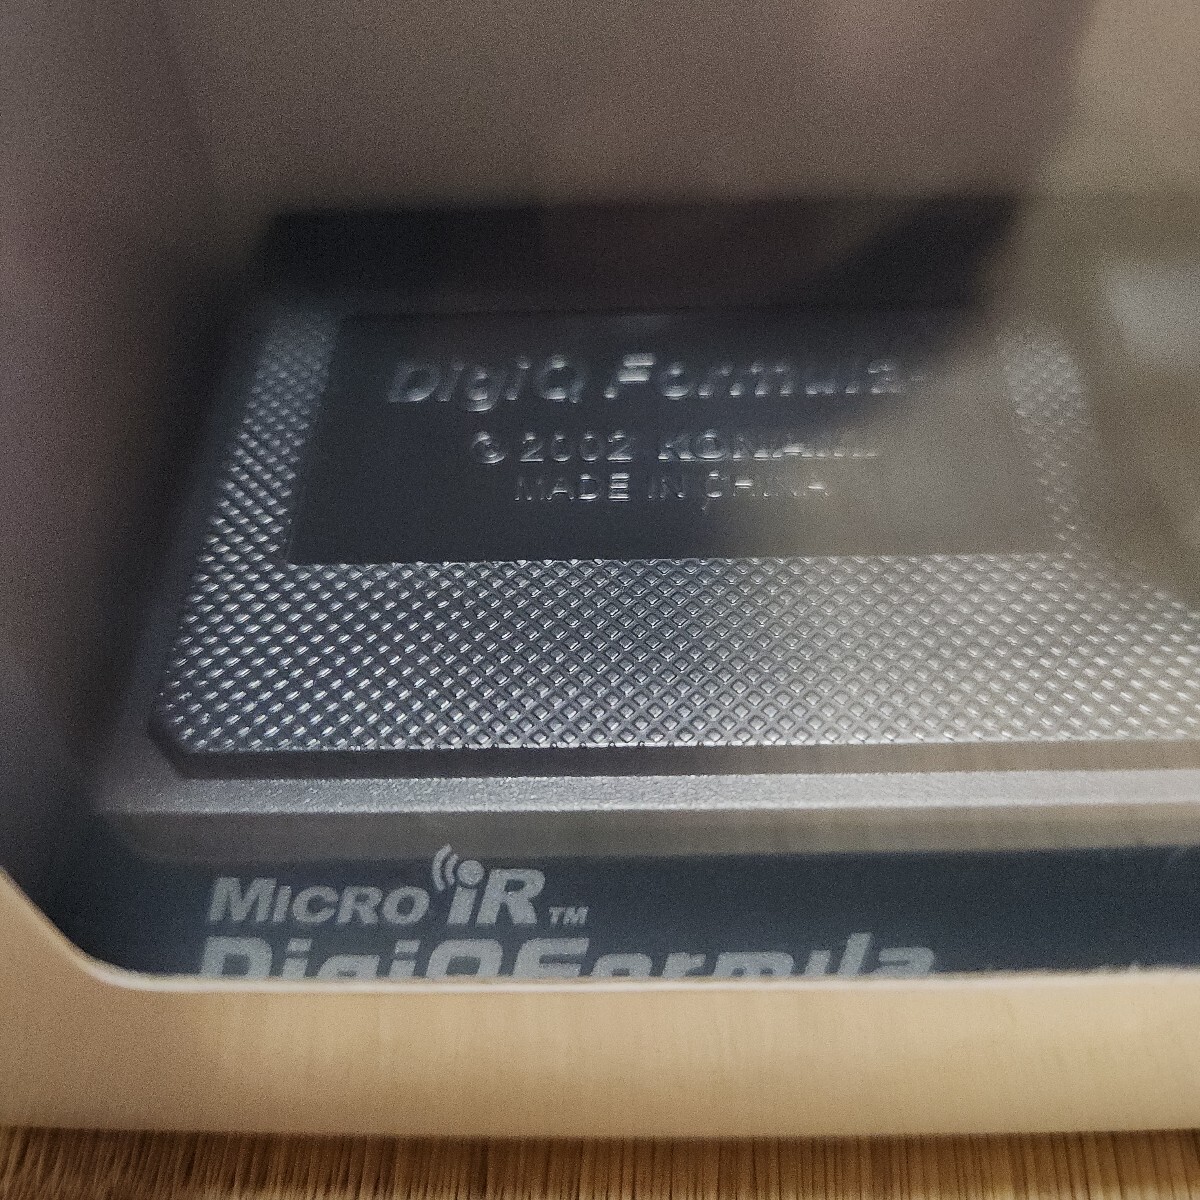 DigiQ Formula
© 2002 KONAMI
MADE IN CHINA
MICRO iR™
DigiQFormula